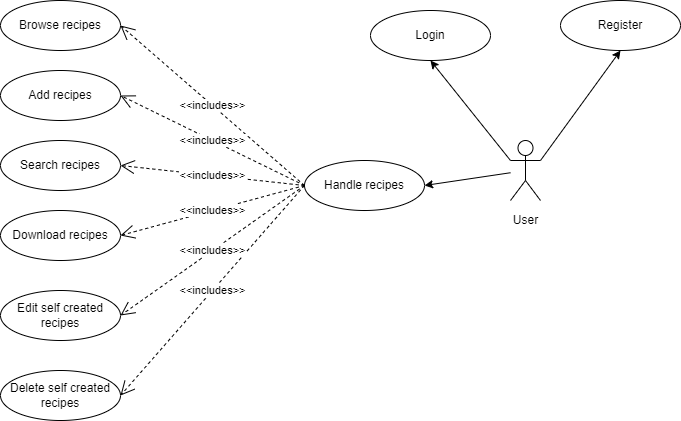 Browse recipes
Login
Register
Add recipes
<<includes>>
<<includes>>
Search recipes
<<includes>>
Handle recipes
<<includes>>
User
Download recipes
<<includes>>
<<includes>>
Edit self created
recipes
Delete self created
recipes